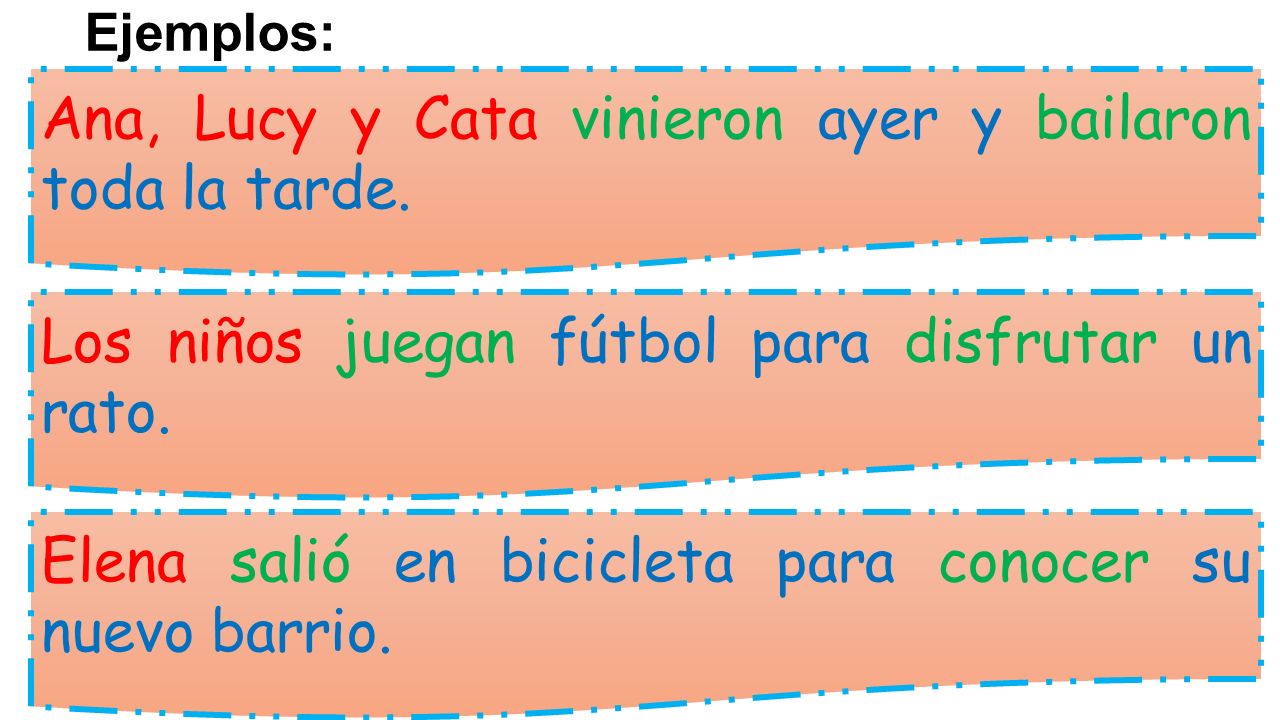 Ejemplos:
Ana, Lucy y Cata vinieron ayer y bailaron
toda la tarde.
Los niños juegan fútbol para disfrutar un
rato.
Elena salió en bicicleta para conocer su
nuevo barrio.